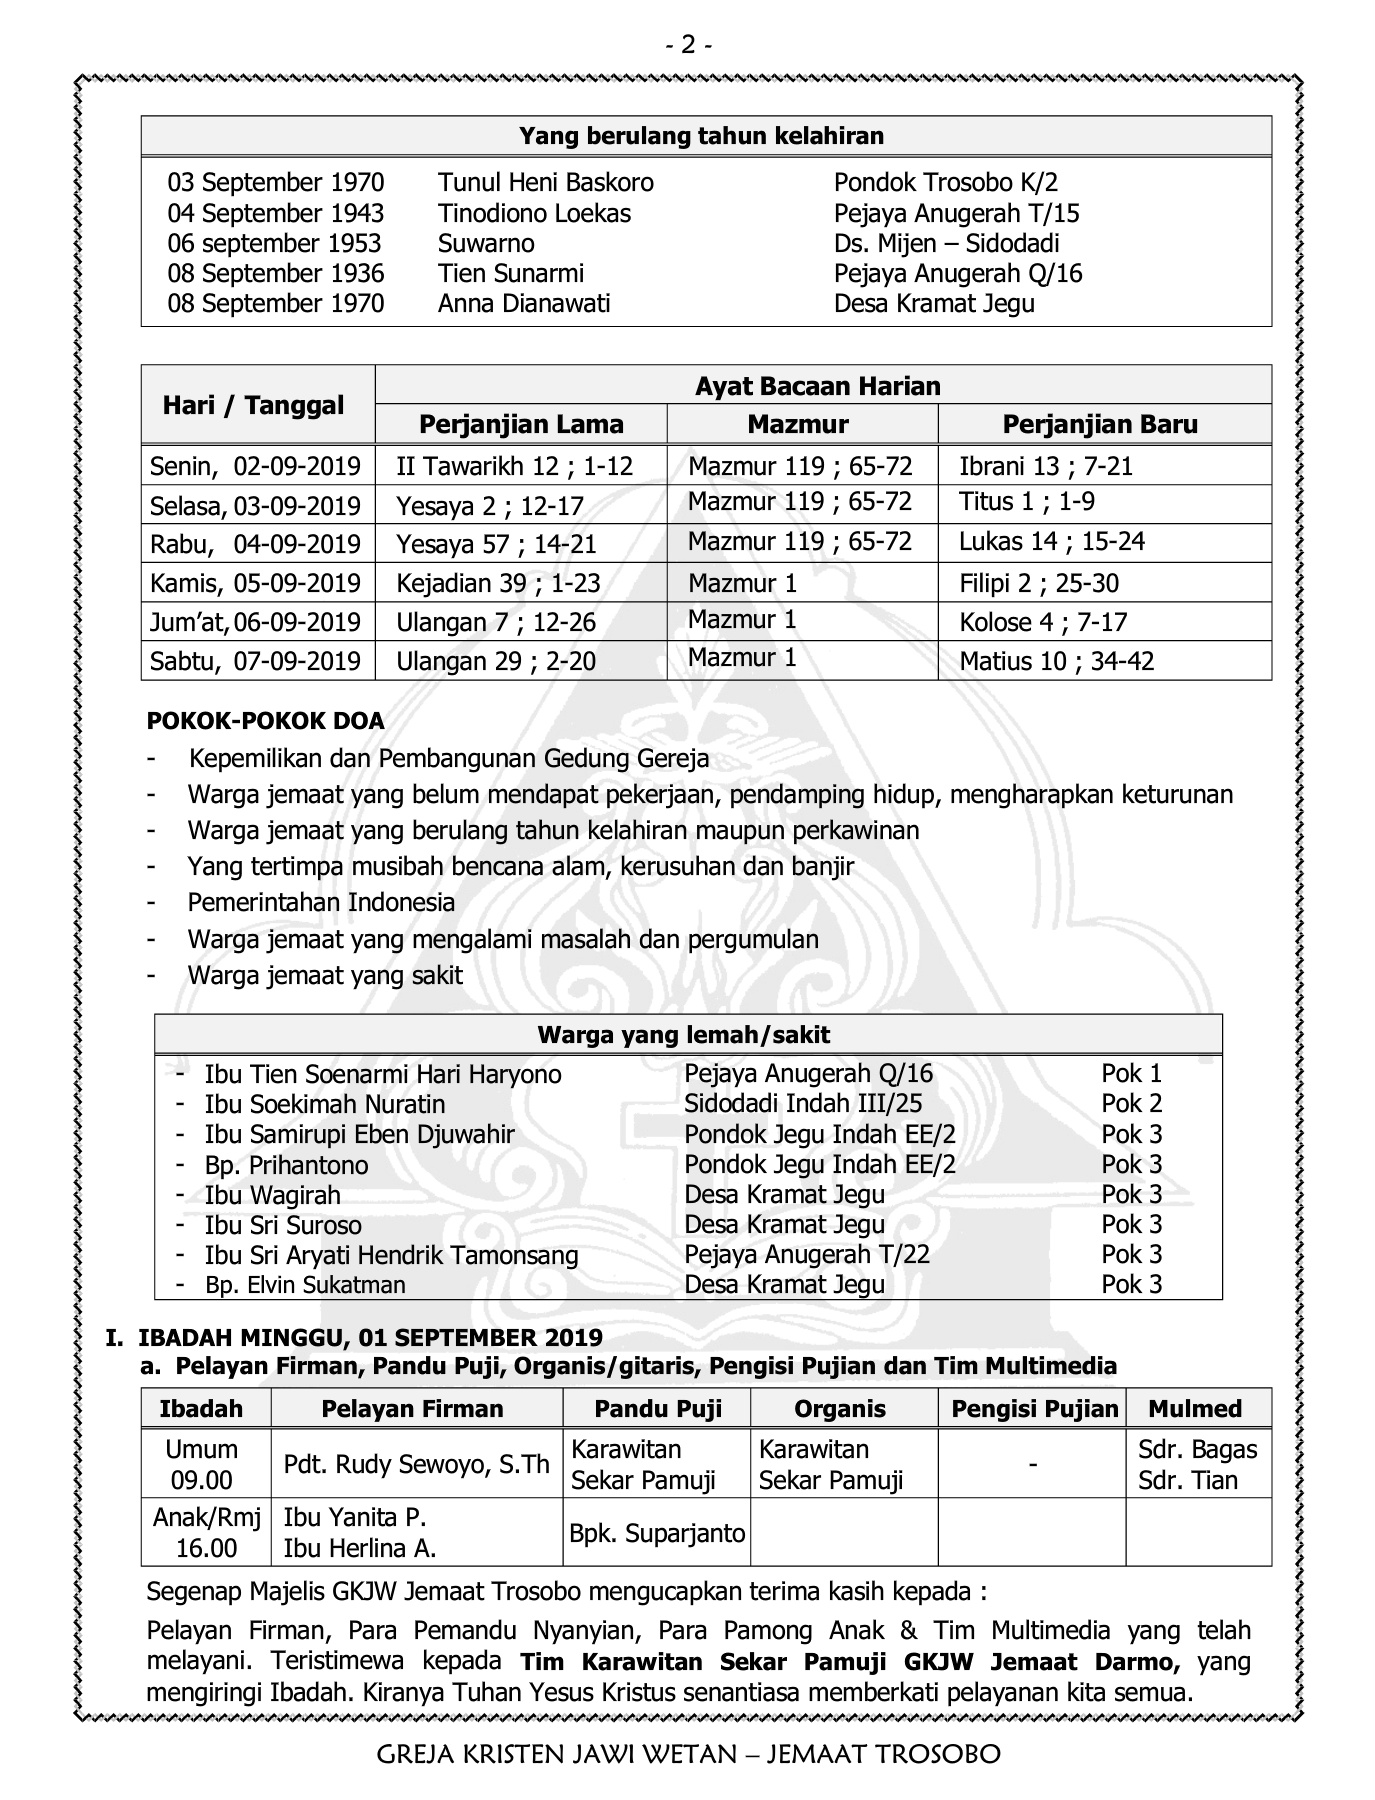 - 2 -
Yang berulang tahun kelahiran
03 September 1970 Tunul Heni Baskoro Pondok Trosobo K/2
04 September 1943 Tinodiono Loekas Pejaya Anugerah T/15
06 september 1953 Suwarno Ds. Mijen – Sidodadi
08 September 1936 Tien Sunarmi Pejaya Anugerah Q/16
08 September 1970 Anna Dianawati Desa Kramat Jegu
Hari / Tanggal Ayat Bacaan Harian
Perjanjian Lama Mazmur Perjanjian Baru
Senin, 02-09-2019 II Tawarikh 12 ; 1-12 Mazmur 119 ; 65-72 Ibrani 13 ; 7-21
Selasa, 03-09-2019 Yesaya 2 ; 12-17 Mazmur 119 ; 65-72 Titus 1 ; 1-9
Rabu, 04-09-2019 Yesaya 57 ; 14-21 Mazmur 119 ; 65-72 Lukas 14 ; 15-24
Kamis, 05-09-2019 Kejadian 39 ; 1-23 Mazmur 1 Filipi 2 ; 25-30
Jum’at, 06-09-2019 Ulangan 7 ; 12-26 Mazmur 1 Kolose 4 ; 7-17
Sabtu, 07-09-2019 Ulangan 29 ; 2-20 Mazmur 1 Matius 10 ; 34-42
POKOK-POKOK DOA
- Kepemilikan dan Pembangunan Gedung Gereja
- Warga jemaat yang belum mendapat pekerjaan, pendamping hidup, mengharapkan keturunan
- Warga jemaat yang berulang tahun kelahiran maupun perkawinan
- Yang tertimpa musibah bencana alam, kerusuhan dan banjir
- Pemerintahan Indonesia
- Warga jemaat yang mengalami masalah dan pergumulan
- Warga jemaat yang sakit
Warga yang lemah/sakit
- Ibu Tien Soenarmi Hari Haryono Pejaya Anugerah Q/16 Pok 1
- Ibu Soekimah Nuratin Sidodadi Indah III/25 Pok 2
- Ibu Samirupi Eben Djuwahir Pondok Jegu Indah EE/2 Pok 3
- Bp. Prihantono Pondok Jegu Indah EE/2 Pok 3
- Ibu Wagirah Desa Kramat Jegu Pok 3
- Ibu Sri Suroso Desa Kramat Jegu Pok 3
- Ibu Sri Aryati Hendrik Tamonsang Pejaya Anugerah T/22 Pok 3
- Bp. Elvin Sukatman Desa Kramat Jegu Pok 3
I. IBADAH MINGGU, 01 SEPTEMBER 2019
a. Pelayan Firman, Pandu Puji, Organis/gitaris, Pengisi Pujian dan Tim Multimedia
Ibadah Pelayan Firman Pandu Puji Organis Pengisi Pujian Mulmed
Umum 09.00 Pdt. Rudy Sewoyo, S.Th Karawitan Sekar Pamuji Karawitan Sekar Pamuji - Sdr. Bagas Sdr. Tian
Anak/Rmj 16.00 Ibu Yanita P. Ibu Herlina A. Bpk. Suparjanto
Segenap Majelis GKJW Jemaat Trosobo mengucapkan terima kasih kepada :
Pelayan Firman, Para Pemandu Nyanyian, Para Pamong Anak & Tim Multimedia yang telah
melayani. Teristimewa kepada Tim Karawitan Sekar Pamuji GKJW Jemaat Darmo, yang
mengiringi Ibadah. Kiranya Tuhan Yesus Kristus senantiasa memberkati pelayanan kita semua.
GREJA KRISTEN JAWI WETAN – JEMAAT TROSOBO